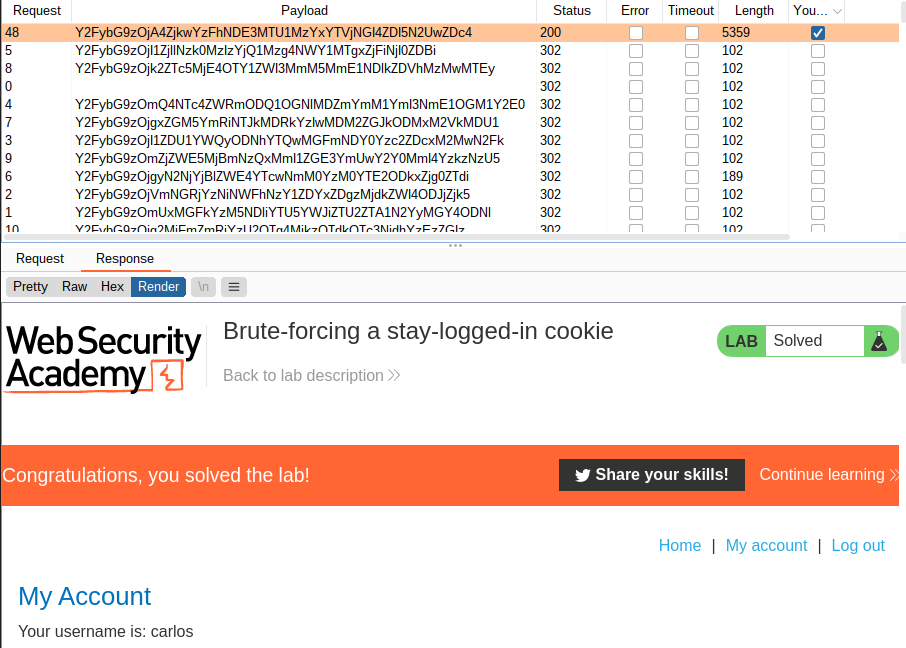 Request Payload Status Error Timeout Length You...
48 Y2FybG9zOjA4ZjkwYzFhNDE3MTU1MzYxYTVjNGI4ZDI5N2UwZDc4 200 5359
5 Y2FybG9zOjI1ZjllNzk0MzIzYjQ1Mzg4NWY1MTgxZjFiNjI0ZDBi 302 102
8 Y2FybG9zOjk2ZTc5MjE4OTY1ZWI3MmM5MmE1NDlkZDVhMzMwMTEy 302 102
0 302 102
4 Y2FybG9zOmQ4NTc4ZWRmODQ1OGNlMDZmYmM1YmI3NmE1OGM1Y2E0 302 102
7 Y2FybG9zOjgxZGM5YmRiNTJkMDRkYzIwMDM2ZGJkODMxM2VkMDU1 302 102
3 Y2FybG9zOjI1ZDU1YWQyODNhYTQwMGFmNDY0Yzc2ZDcxM2MwN2Fk 302 102
9 Y2FybG9zOmZjZWE5MjBmNzQxMmI1ZGE3YmUwY2Y0Mml4YzkzNzU5 302 102
6 Y2FybG9zOjgyN2NjYjBlZWE4YTcwNmM0YzM0YTE2ODkxZjg0ZTdi 302 189
2 Y2FybG9zOjVmNGRjYzNiNWFhNzY1ZDYxZDgzMjdkZWI4ODJjZjk5 302 102
1 Y2FybG9zOmUxMGFkYzM5NDliYTU5YWJiZTU2ZTA1N2YyMGY4ODNl 302 102
10 302 102
Request Response
Pretty Raw Hex Render \n
Web Security
Academy
Brute-forcing a stay-logged-in cookie
Back to lab description
LAB Solved
Congratulations, you solved the lab!
Share your skills!
Continue learning
Home | My account | Log out
My Account
Your username is: carlos